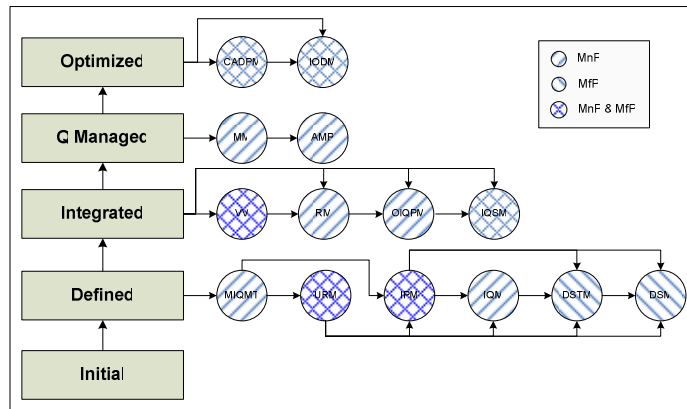 Optimized
CADPM
IODM
MnF
MfF
MnF & MfF
Q Managed
MM
AMP
Integrated
VV
RM
OIQPM
IQSM
Defined
MIQMT
URM
IPM
IQM
DSTM
DSM
Initial